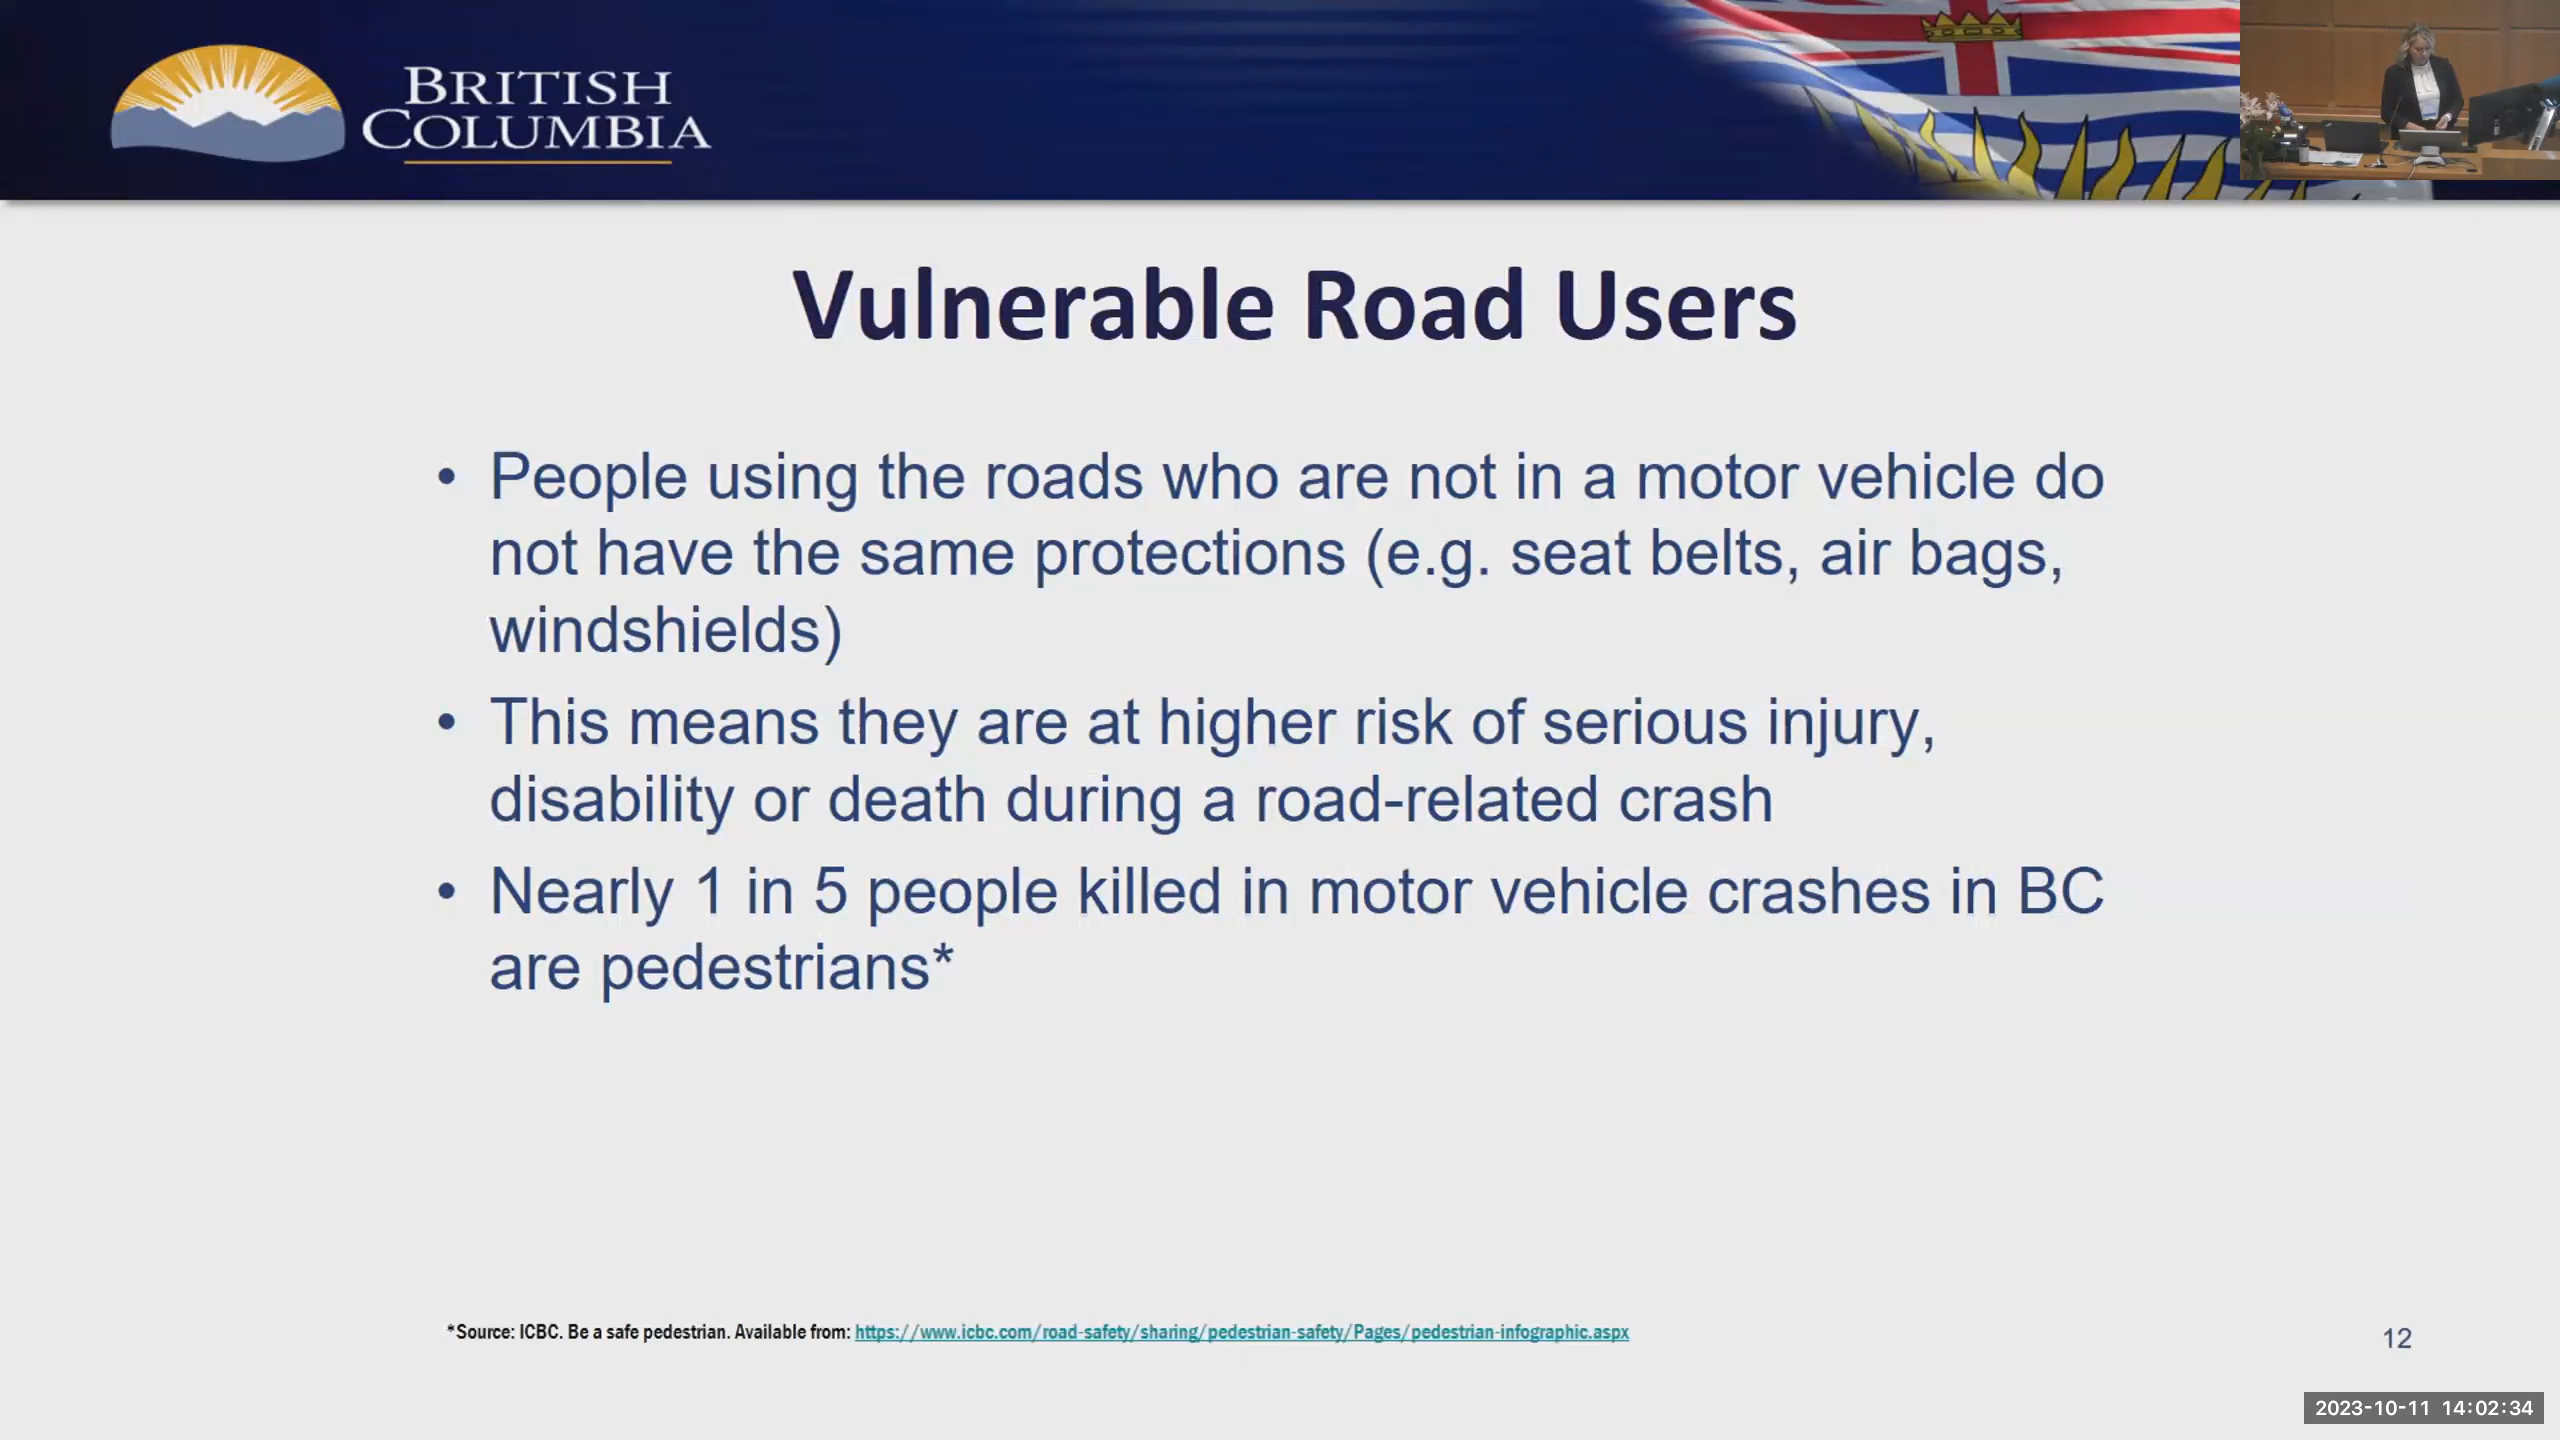 BRITISH
COLUMBIA
Vulnerable Road Users
• People using the roads who are not in a motor vehicle do
not have the same protections (e.g. seat belts, air bags,
windshields)
• This means they are at higher risk of serious injury,
disability or death during a road-related crash
• Nearly 1 in 5 people killed in motor vehicle crashes in BC
are pedestrians*
*Source: ICBC. Be a safe pedestrian. Available from: https://www.icbc.com/road-safety/sharing/pedestrian-safety/Pages/pedestrian-infographic.aspx
12
2023-10-11 14:02:34